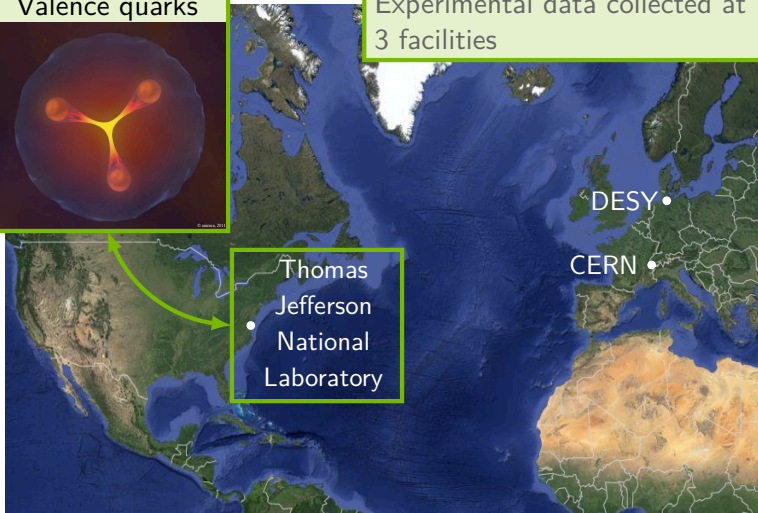 Valence quarks
Experimental data collected at
3 facilities
DESY
CERN
Thomas
Jefferson
National
Laboratory